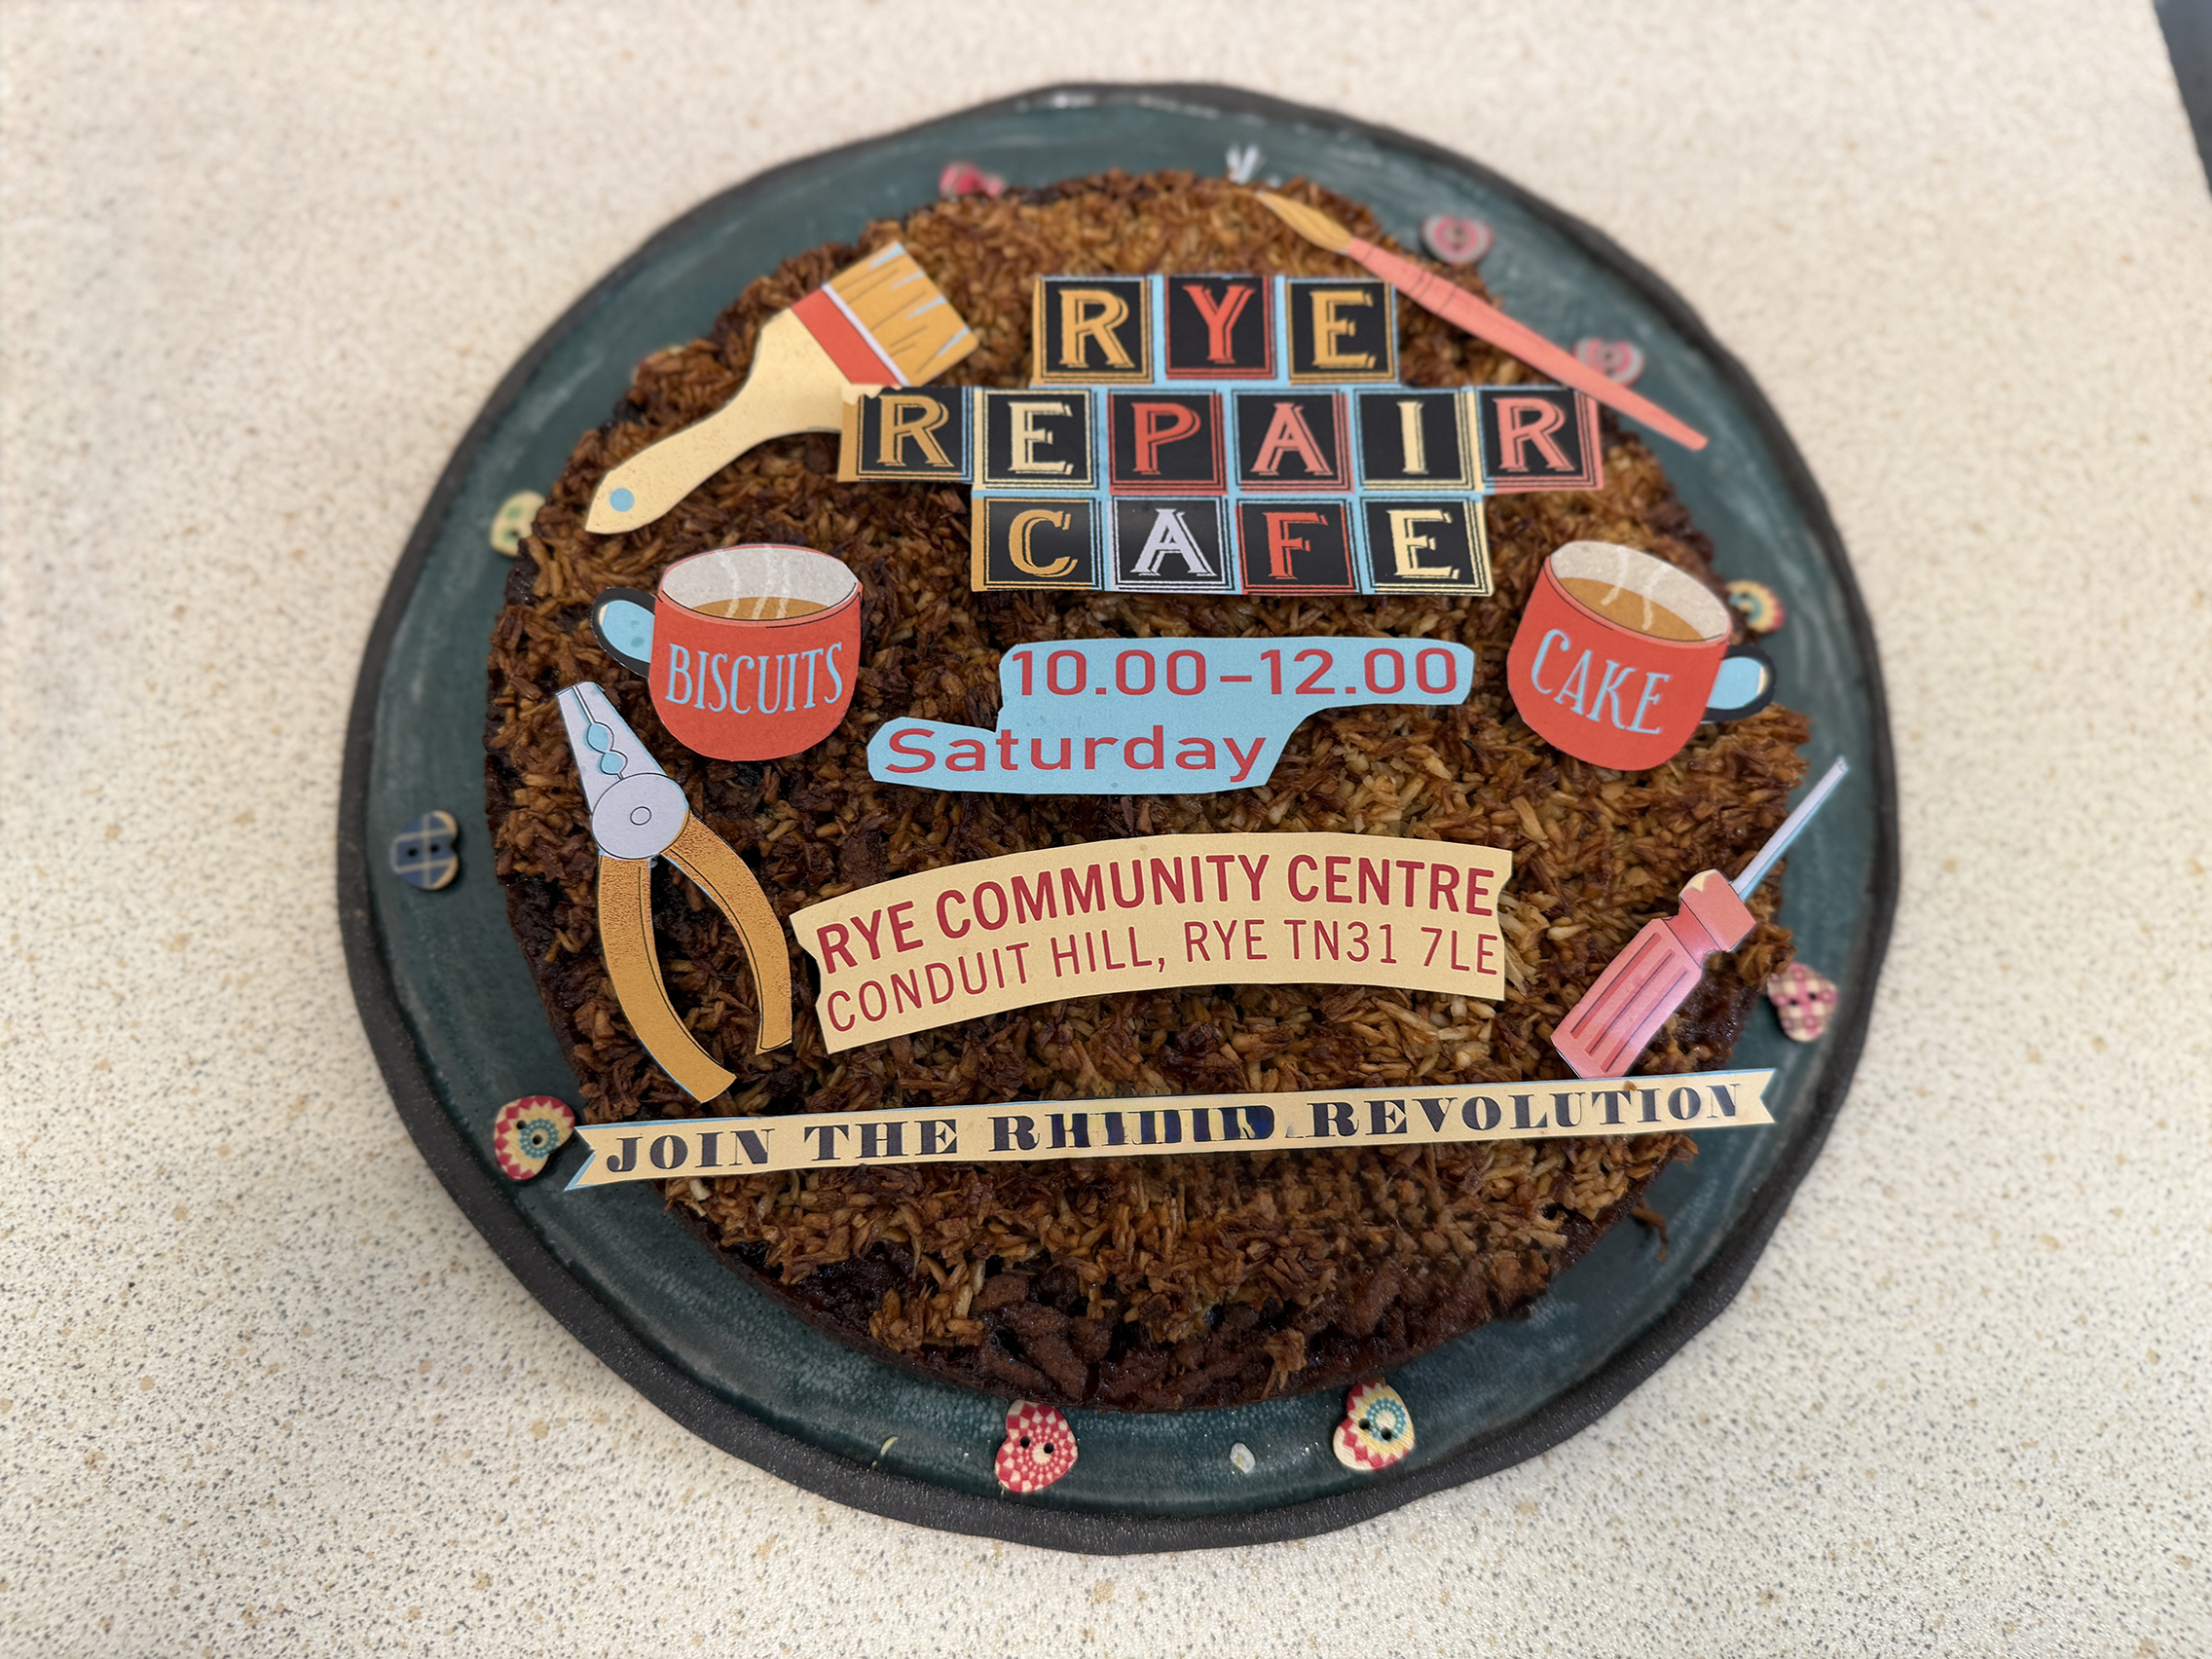 RYE
REPAIR
CAFE
BISCUITS
CAKE
10.00–12.00
Saturday
RYE COMMUNITY CENTRE
CONDUIT HILL, RYE TN31 7LE
JOIN THE REVOLUTION